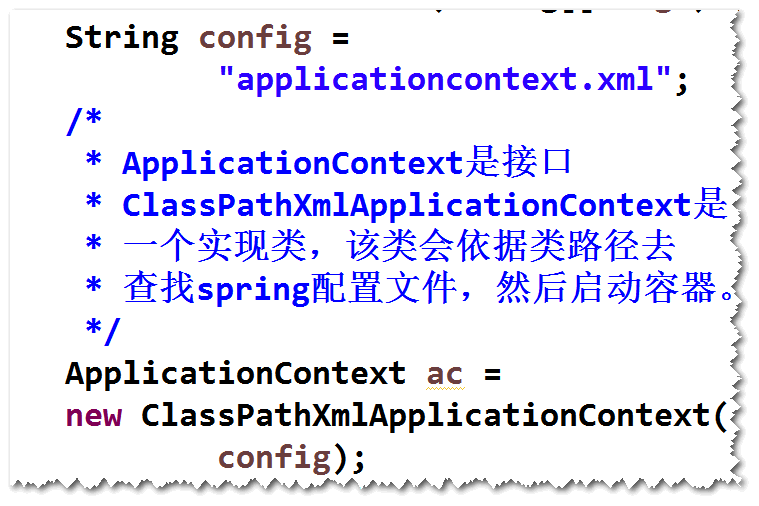 String config =
"applicationcontext.xml";
/*
* ApplicationContext是接口
* ClassPathXmlApplicationContext是
* 一个实现类，该类会依据类路径去
* 查找spring配置文件，然后启动容器。
*/
ApplicationContext ac =
new ClassPathXmlApplicationContext(
config);